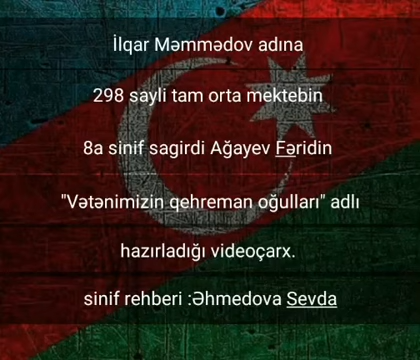 İlqar Məmmədov adına
298 sayli tam orta mektebin
8a sinif sagirdi Ağayev Fəridin
"Vətənimizin qehreman oğulları" adlı
hazırladığı videoçarx.
sinif rehberi :Əhmedova Sevda